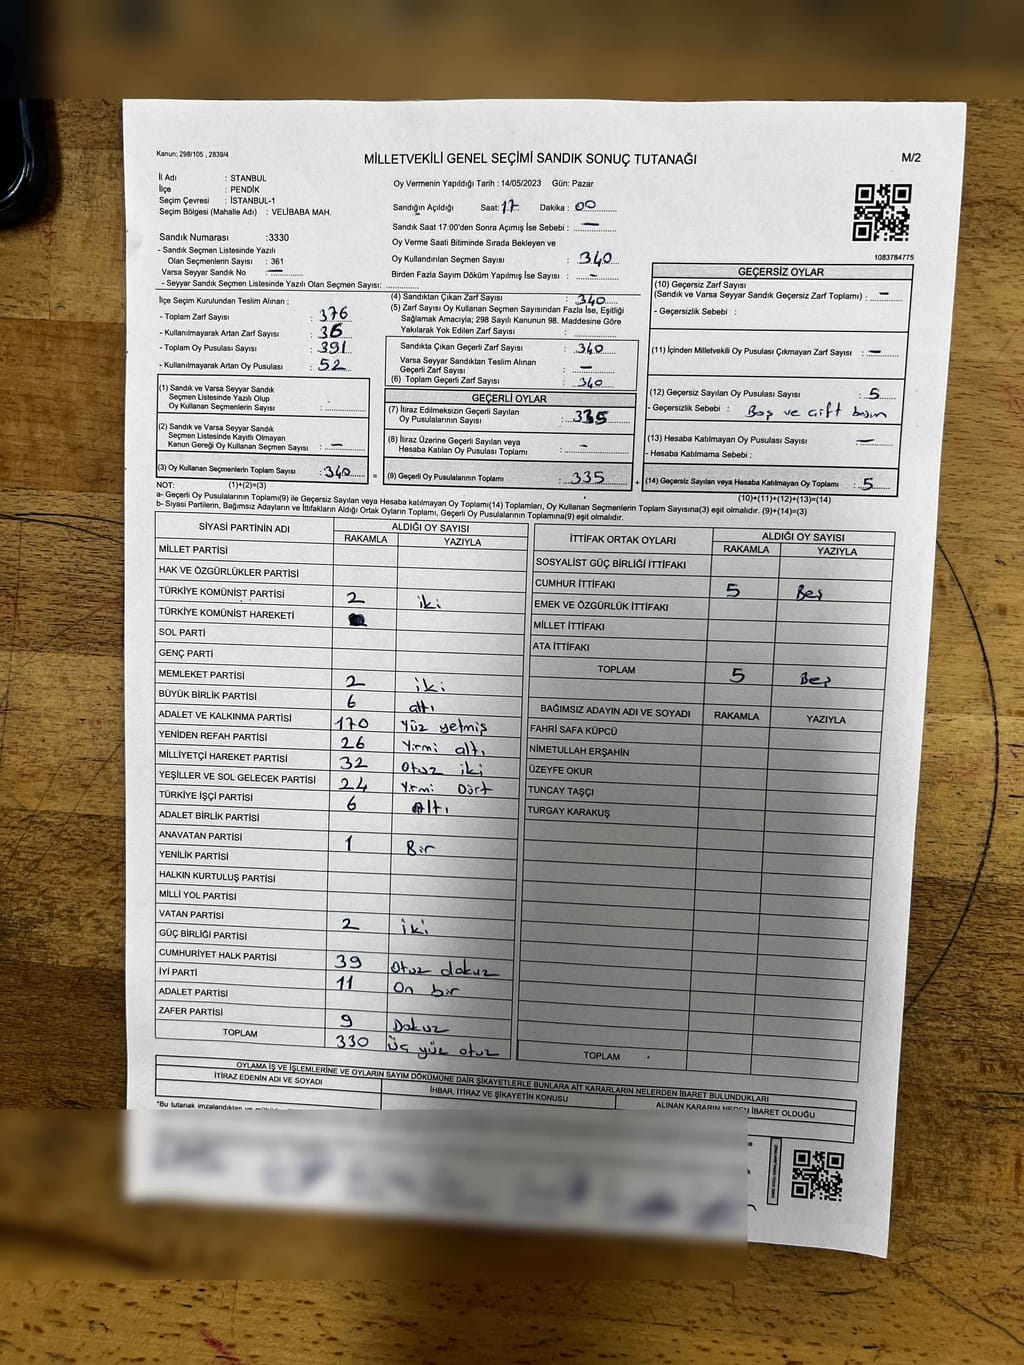 Kanun; 298/105 , 2839/4
MİLLETVEKİLİ GENEL SEÇİMİ SANDIK SONUÇ TUTANAĞI
M/2
İl Adı : STANBUL
İlçe : PENDİK
Seçim Çevresi : İSTANBUL-1
Seçim Bölgesi (Mahalle Adı) : VELİBABA MAH.
Oy Vermenin Yapıldığı Tarih : 14/05/2023 Gün: Pazar
Sandığın Açıldığı Saat: 17 Dakika : 00
Sandık Saat 17:00'den Sonra Açımış İse Sebebi : —
Sandık Numarası :3330
- Sandık Seçmen Listesinde Yazılı
Olan Seçmenlerin Sayısı : 361
Varsa Seyyar Sandık No : —
- Seyyar Sandık Seçmen Listesinde Yazılı Olan Seçmen Sayısı:
Oy Verme Saati Bitiminde Sırada Bekleyen ve
Oy Kullandırılan Seçmen Sayısı : 340
Birden Fazla Sayım Döküm Yapılmış İse Sayısı : -
1083764775
İlçe Seçim Kurulundan Teslim Alınan ;
- Toplam Zarf Sayısı : 376
- Kullanılmayarak Artan Zarf Sayısı : 36
- Toplam Oy Pusulası Sayısı : 391
- Kullanılmayarak Artan Oy Pusulası : 52
(4) Sandıktan Çıkan Zarf Sayısı : 340
(5) Zarf Sayısı Oy Kullanan Seçmen Sayısından Fazla İse, Eşitliği
Sağlamak Amacıyla; 298 Sayılı Kanunun 98. Maddesine Göre
Yakılarak Yok Edilen Zarf Sayısı :
Sandıkta Çıkan Geçerli Zarf Sayısı : 340
Varsa Seyyar Sandıktan Teslim Alınan
Geçerli Zarf Sayısı : —
(6) Toplam Geçerli Zarf Sayısı : 340
GEÇERSİZ OYLAR
(10) Geçersiz Zarf Sayısı
(Sandık ve Varsa Seyyar Sandık Geçersiz Zarf Toplamı) : —
- Geçersizlik Sebebi :
(11) İçinden Milletvekili Oy Pusulası Çıkmayan Zarf Sayısı : —
(12) Geçersiz Sayılan Oy Pusulası Sayısı : 5
- Geçersizlik Sebebi : Boş ve çift basım
(13) Hesaba Katılmayan Oy Pusulası Sayısı —
- Hesaba Katılmama Sebebi :
(14) Geçersiz Sayılan veya Hesaba Katılmayan Oy Toplamı : 5
(1) Sandık ve Varsa Seyyar Sandık
Seçmen Listesinde Yazılı Olup
Oy Kullanan Seçmenlerin Sayısı :
(2) Sandık ve Varsa Seyyar Sandık
Seçmen Listesinde Kayıtlı Olmayan
Kanun Gereği Oy Kullanan Seçmen Sayısı : —
(3) Oy Kullanan Seçmenlerin Toplam Sayısı : 340 =
GEÇERLİ OYLAR
(7) İtiraz Edilmeksizin Geçerli Sayılan
Oy Pusulalarının Sayısı : 335
(8) İtiraz Üzerine Geçerli Sayılan veya
Hesaba Katılan Oy Pusulası Toplamı : -
(9) Geçerli Oy Pusulalarının Toplamı : 335 +
NOT: (1)+(2)=(3)
(10)+(11)+(12)+(13)=(14)
a- Geçerli Oy Pusulalarının Toplamı(9) ile Geçersiz Sayılan veya Hesaba katılmayan Oy Toplamı(14) Toplamları, Oy Kullanan Seçmenlerin Toplam Sayısına(3) eşit olmalıdır. (9)+(14)=(3)
b- Siyasi Partilerin, Bağımsız Adayların ve İttifakların Aldığı Ortak Oyların Toplamı, Geçerli Oy Pusulalarının Toplamına(9) eşit olmalıdır.
SİYASİ PARTİNİN ADI ALDIĞI OY SAYISI
RAKAMLA YAZIYLA
MİLLET PARTİSİ
HAK VE ÖZGÜRLÜKLER PARTİSİ
TÜRKİYE KOMÜNİST PARTİSİ 2 iki
TÜRKİYE KOMÜNİST HAREKETİ
SOL PARTİ
GENÇ PARTİ
MEMLEKET PARTİSİ 2 iki
BÜYÜK BİRLİK PARTİSİ 6 altı
ADALET VE KALKINMA PARTİSİ 170 Yüz yetmiş
YENİDEN REFAH PARTİSİ 26 Yirmi altı
MİLLİYETÇİ HAREKET PARTİSİ 32 Otuz iki
YEŞİLLER VE SOL GELECEK PARTİSİ 24 Yirmi Dört
TÜRKİYE İŞÇİ PARTİSİ 6 Altı
ADALET BİRLİK PARTİSİ
ANAVATAN PARTİSİ 1 Bir
YENİLİK PARTİSİ
HALKIN KURTULUŞ PARTİSİ
MİLLİ YOL PARTİSİ
VATAN PARTİSİ 2 iki
GÜÇ BİRLİĞİ PARTİSİ
CUMHURİYET HALK PARTİSİ 39 Otuz dokuz
İYİ PARTİ 11 On bir
ADALET PARTİSİ
ZAFER PARTİSİ 9 Dokuz
TOPLAM 330 Üç yüz otuz
İTTİFAK ORTAK OYLARI ALDIĞI OY SAYISI
RAKAMLA YAZIYLA
SOSYALİST GÜÇ BİRLİĞİ İTTİFAKI
CUMHUR İTTİFAKI 5 Beş
EMEK VE ÖZGÜRLÜK İTTİFAKI
MİLLET İTTİFAKI
ATA İTTİFAKI
TOPLAM 5 Beş
BAĞIMSIZ ADAYIN ADI VE SOYADI RAKAMLA YAZIYLA
FAHRİ SAFA KÜPCÜ
NİMETULLAH ERŞAHİN
ÜZEYFE OKUR
TUNCAY TAŞÇI
TURGAY KARAKUŞ
TOPLAM
OYLAMA İŞ VE İŞLEMLERİNE VE OYLARIN SAYIM DÖKÜMÜNE DAİR ŞİKAYETLERLE BUNLARA AİT KARARLARIN NELERDEN İBARET BULUNDUKLARI
İTİRAZ EDENİN ADI VE SOYADI İHBAR, İTİRAZ VE ŞİKAYETİN KONUSU ALINAN KARARIN NEDEN İBARET OLDUĞU
"Bu tutanak imzalandıktan